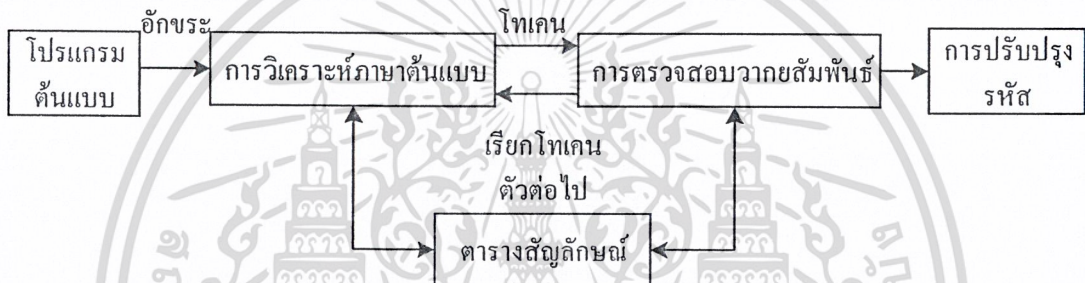 อักขระ
โทเคน
โปรแกรม
ต้นแบบ
การวิเคราะห์ภาษาต้นแบบ
การตรวจสอบวากยสัมพันธ์
การปรับปรุง
รหัส
เรียกโทเคน
ตัวต่อไป
ตารางสัญลักษณ์